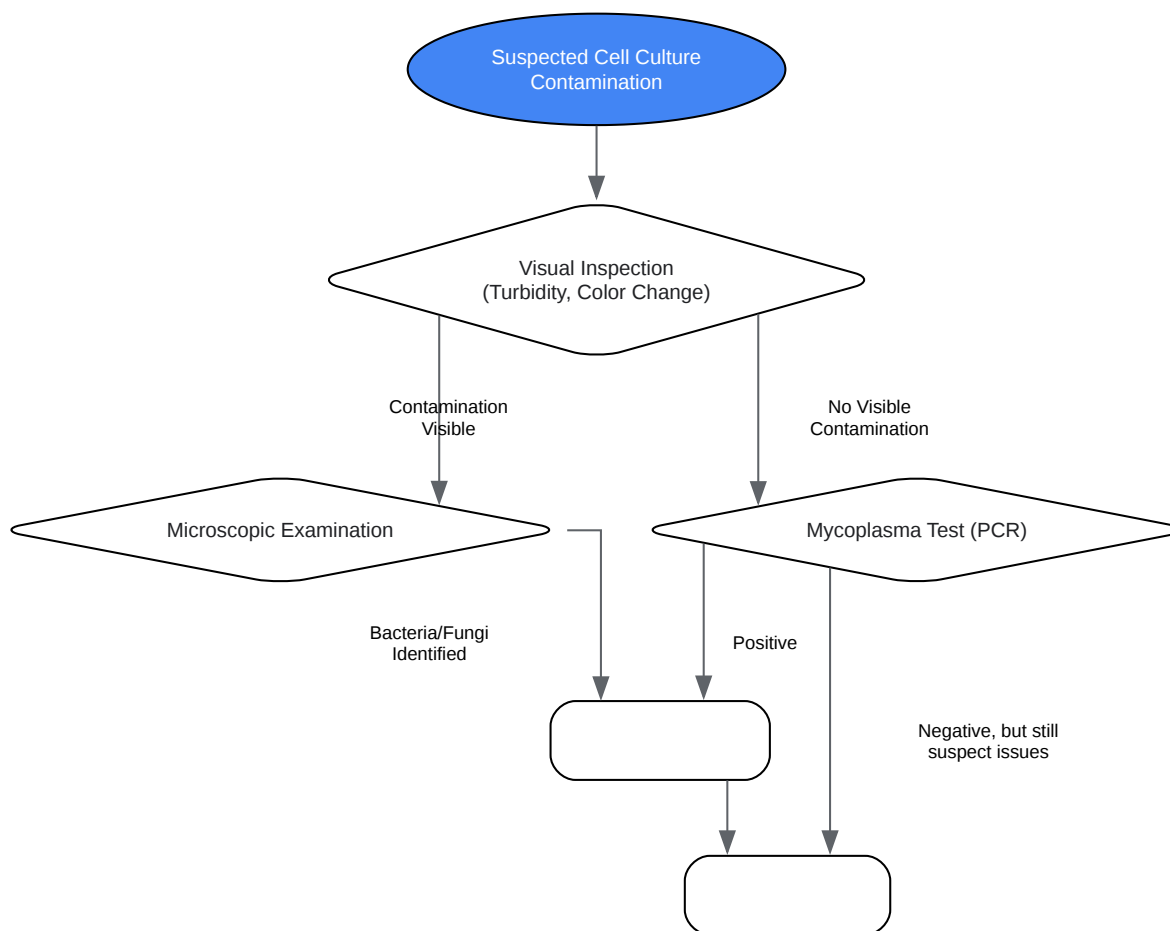 Suspected Cell Culture
Contamination
Visual Inspection
(Turbidity, Color Change)
Contamination
Visible
No Visible
Contamination
Microscopic Examination
Mycoplasma Test (PCR)
Bacteria/Fungi
Identified
Positive
Negative, but still
suspect issues